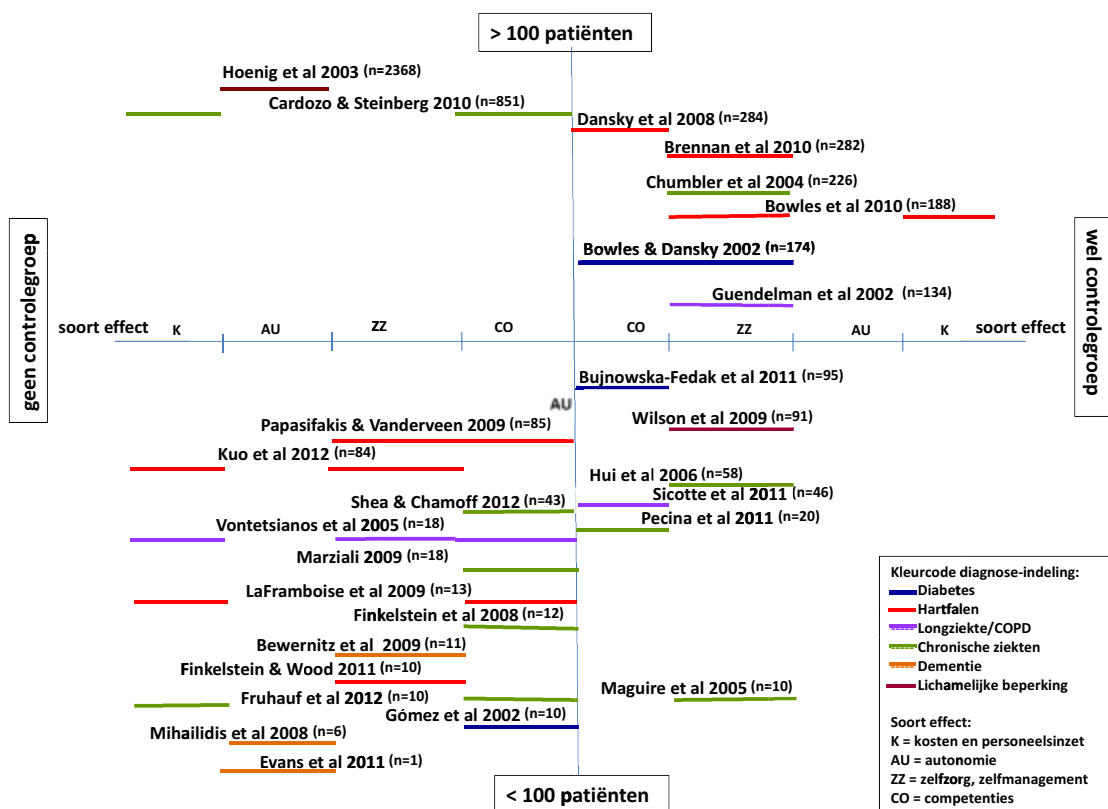 > 100 patiënten
Hoenig et al 2003 (n=2368)
Cardozo & Steinberg 2010 (n=851)
Dansky et al 2008 (n=284)
Brennan et al 2010 (n=282)
Chumbler et al 2004 (n=226)
Bowles et al 2010 (n=188)
Bowles & Dansky 2002 (n=174)
Guendelman et al 2002 (n=134)
geen controlegroep
wel controlegroep
soort effect K AU ZZ CO CO ZZ AU K soort effect
Bujnowska-Fedak et al 2011 (n=95)
AU
Wilson et al 2009 (n=91)
Papasifakis & Vanderveen 2009 (n=85)
Kuo et al 2012 (n=84)
Hui et al 2006 (n=58)
Sicotte et al 2011 (n=46)
Shea & Chamoff 2012 (n=43)
Pecina et al 2011 (n=20)
Vontetsianos et al 2005 (n=18)
Marziali 2009 (n=18)
LaFramboise et al 2009 (n=13)
Finkelstein et al 2008 (n=12)
Bewernitz et al 2009 (n=11)
Finkelstein & Wood 2011 (n=10)
Fruhauf et al 2012 (n=10)
Maguire et al 2005 (n=10)
Gómez et al 2002 (n=10)
Mihailidis et al 2008 (n=6)
Evans et al 2011 (n=1)
< 100 patiënten
Kleurcode diagnose-indeling:
Diabetes
Hartfalen
Longziekte/COPD
Chronische ziekten
Dementie
Lichamelijke beperking
Soort effect:
K = kosten en personeelsinzet
AU = autonomie
ZZ = zelfzorg, zelfmanagement
CO = competenties